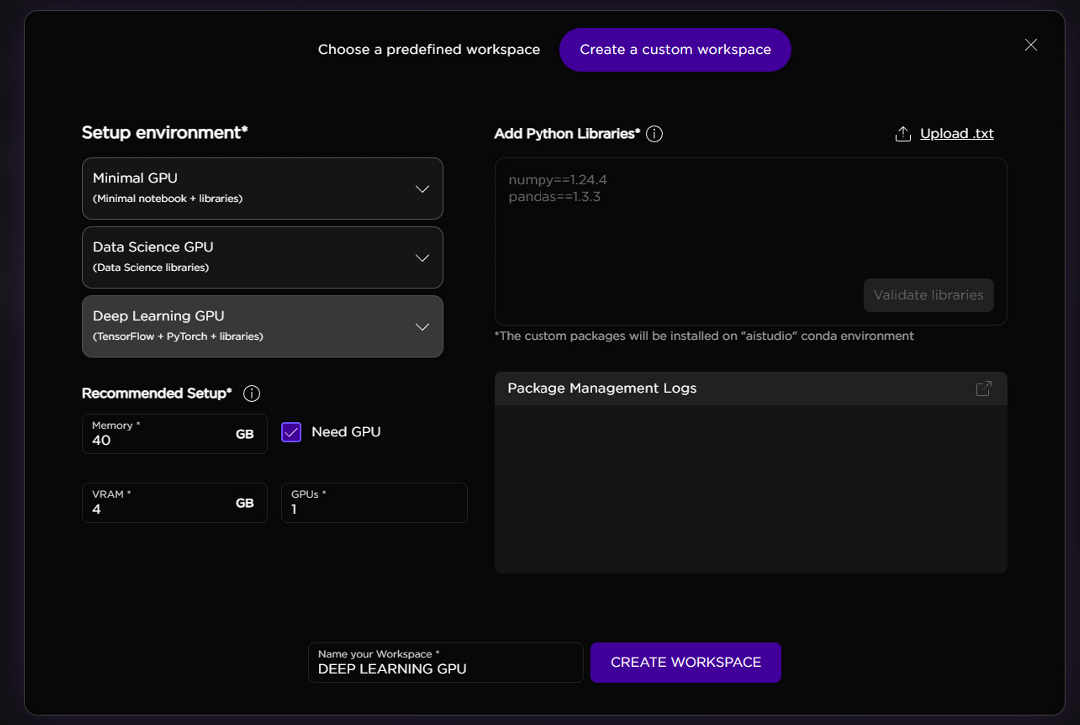 Choose a predefined workspace
Create a custom workspace
Setup environment*
Minimal GPU
(Minimal notebook + libraries)
Data Science GPU
(Data Science libraries)
Deep Learning GPU
(TensorFlow + PyTorch + libraries)
Recommended Setup*
Memory *
40
GB
Need GPU
VRAM *
4
GB
GPUs *
1
Add Python Libraries*
Upload .txt
numpy==1.24.4
pandas==1.3.3
Validate libraries
*The custom packages will be installed on "aistudio" conda environment
Package Management Logs
Name your Workspace *
DEEP LEARNING GPU
CREATE WORKSPACE